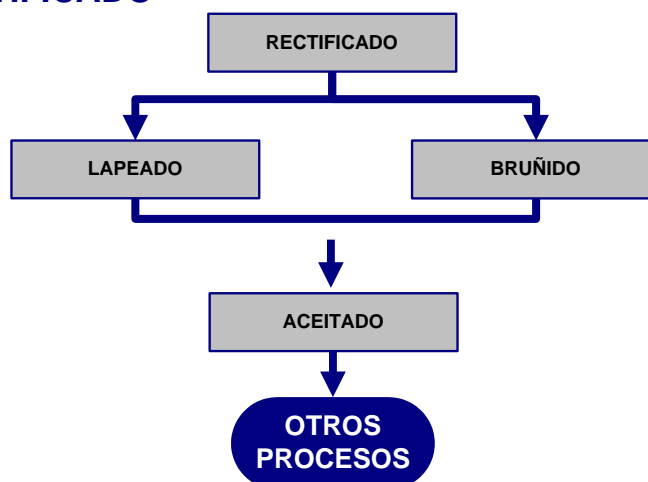 RECTIFICADO
LAPEADO
BRUÑIDO
ACEITADO
OTROS
PROCESOS